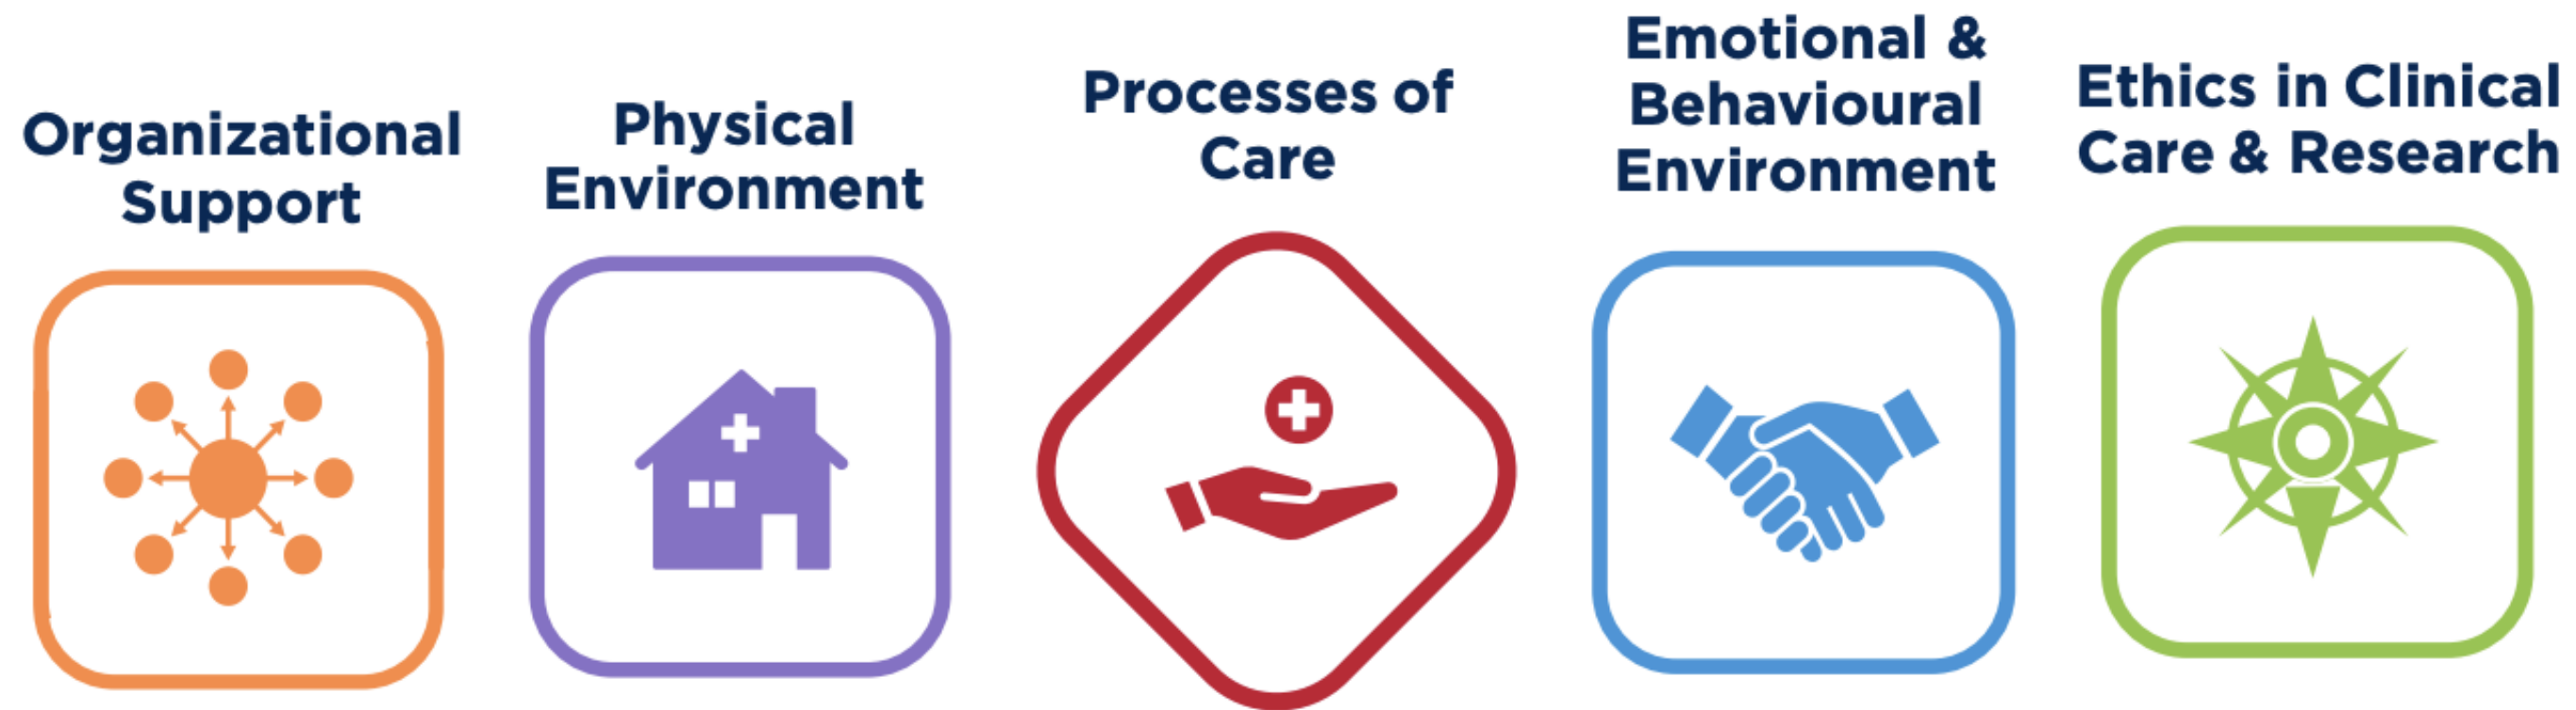 Organizational
Support
Physical
Environment
Processes of
Care
Emotional &
Behavioural
Environment
Ethics in Clinical
Care & Research